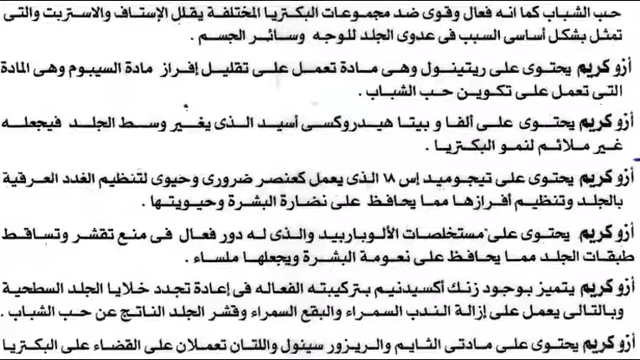 حب الشباب كما انه فعال وقوى ضد مجموعات البكتريا المختلفة يقلل الإستاف والاستربت والتى
تمثل بشكل أساسى السبب فى عدوى الجلد للوجه وسائر الجسم .
أزو كريم يحتوى على ريتينول وهى مادة تعمل على تقليل إفراز مادة السيبوم وهى المادة
التى تعمل على تكوين حب الشباب .
أزو كريم يحتوى على ألفا و بيتا هيدروكسى أسيد الذى يغير وسط الجلد فيجعله
غير ملائم لنمو البكتريا .
أزو كريم يحتوى على تيجوميد إس ١٨ الذى يعمل كعنصر ضرورى وحيوى لتنظيم الغدد العرقية
بالجلد وتنظيم أفرازها مما يحافظ على نضارة البشرة وحيويتها .
أزو كريم يحتوى على مستخلصات الألوباربيد والذى له دور فعال فى منع تقشر وتساقط
طبقات الجلد مما يحافظ على نعومة البشرة ويجعلها ملساء .
أزو كريم يتميز بوجود زنك أكسيدنيم بتركيبته الفعاله فى إعادة تجدد خلايا الجلد السطحية
وبالتالى يعمل على إزالة الندب السمراء والبقع السمراء وقشر الجلد الناتج عن حب الشباب .
أزو كريم يحتوى على مادتى الثايم والريزور سينول واللتان تعملان على القضاء على البكتريا